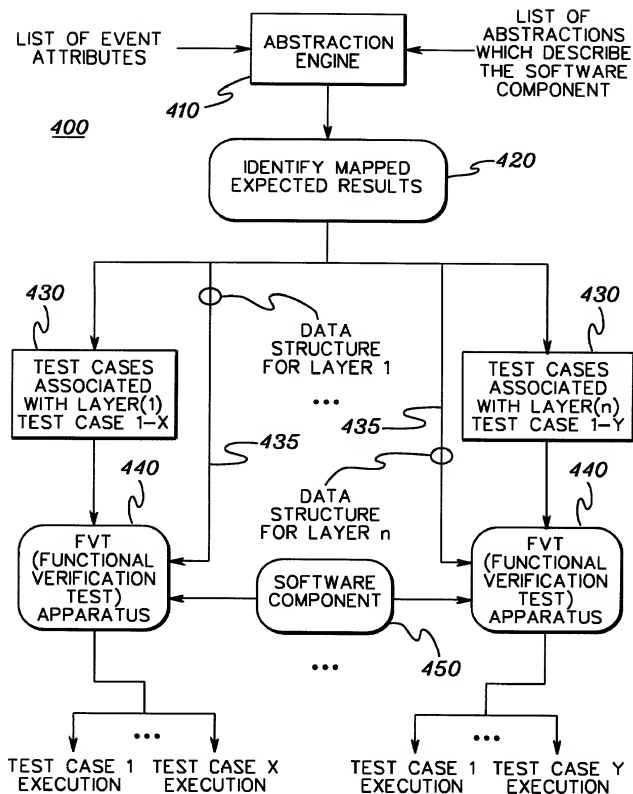 LIST OF EVENT
ATTRIBUTES
ABSTRACTION
ENGINE
LIST OF
ABSTRACTIONS
WHICH DESCRIBE
THE SOFTWARE
COMPONENT
410
400
IDENTIFY MAPPED
EXPECTED RESULTS
420
430
TEST CASES
ASSOCIATED
WITH LAYER(1)
TEST CASE 1-X
DATA
STRUCTURE
FOR LAYER 1
...
430
TEST CASES
ASSOCIATED
WITH LAYER(n)
TEST CASE 1-Y
435
435
DATA
STRUCTURE
FOR LAYER n
440
FVT
(FUNCTIONAL
VERIFICATION
TEST)
APPARATUS
SOFTWARE
COMPONENT
450
...
440
FVT
(FUNCTIONAL
VERIFICATION
TEST)
APPARATUS
...
TEST CASE 1
EXECUTION
TEST CASE X
EXECUTION
...
TEST CASE 1
EXECUTION
TEST CASE Y
EXECUTION